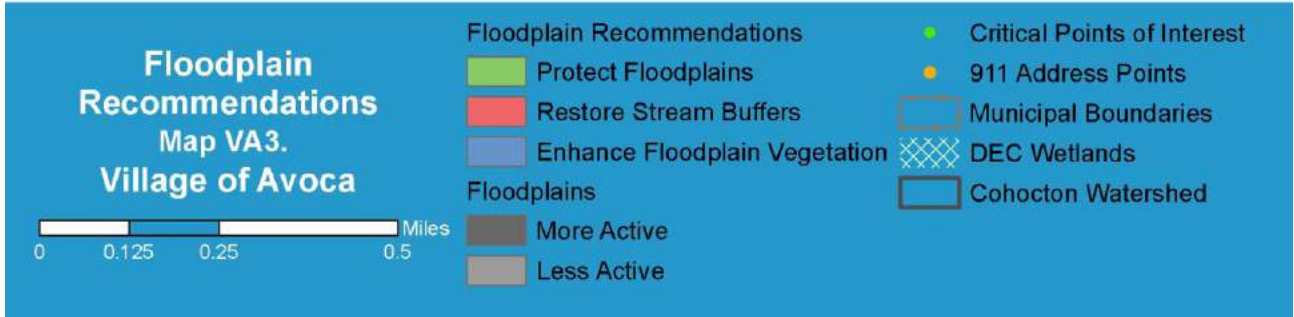 Floodplain
Recommendations
Map VA3.
Village of Avoca
Miles
0 0.125 0.25 0.5
Floodplain Recommendations
Protect Floodplains
Restore Stream Buffers
Enhance Floodplain Vegetation
Floodplains
More Active
Less Active
Critical Points of Interest
911 Address Points
Municipal Boundaries
DEC Wetlands
Cohocton Watershed